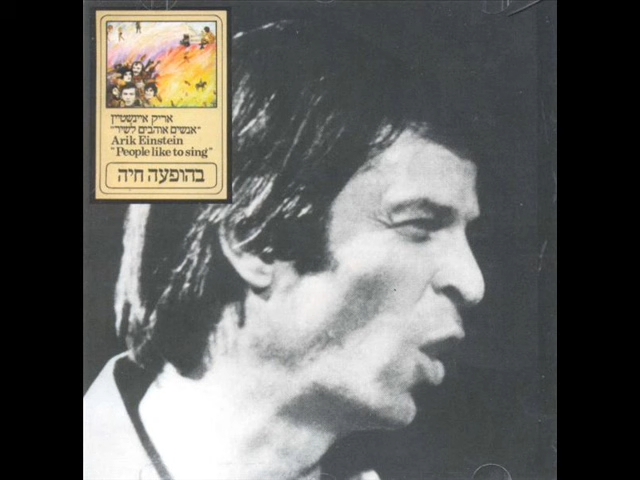 אריק איינשטיין
"אנשים אוהבים לשיר"
Arik Einstein
"People like to sing"
בהופעה חיה